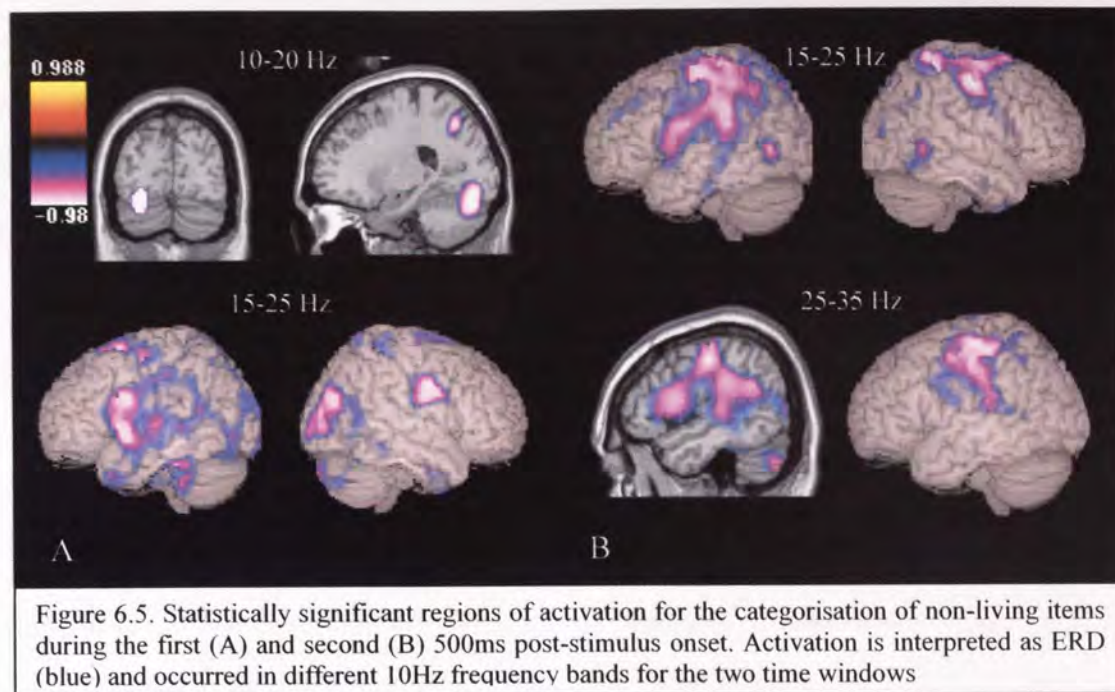 0.988
-0.98
10-20 Hz
15-25 Hz
A
15-25 Hz
25-35 Hz
B
Figure 6.5. Statistically significant regions of activation for the categorisation of non-living items
during the first (A) and second (B) 500ms post-stimulus onset. Activation is interpreted as ERD
(blue) and occurred in different 10Hz frequency bands for the two time windows